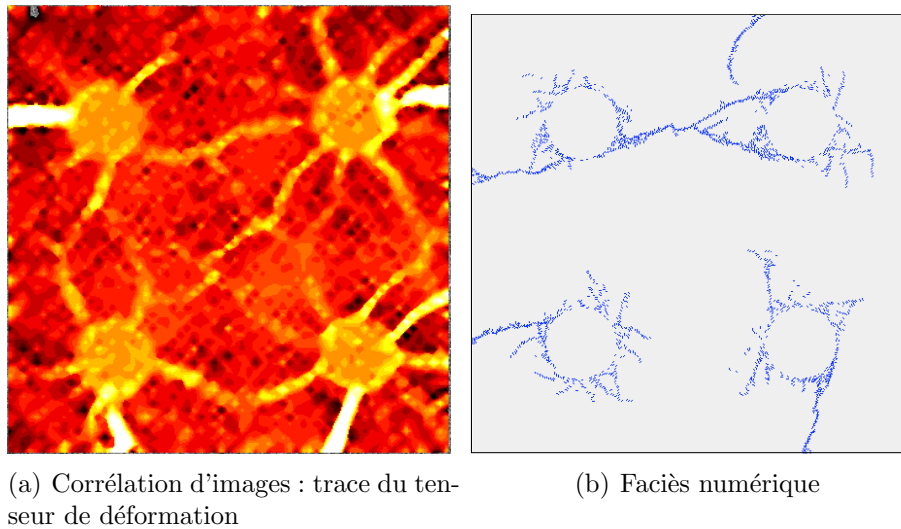 (a) Corrélation d'images : trace du ten-
seur de déformation
(b) Faciès numérique